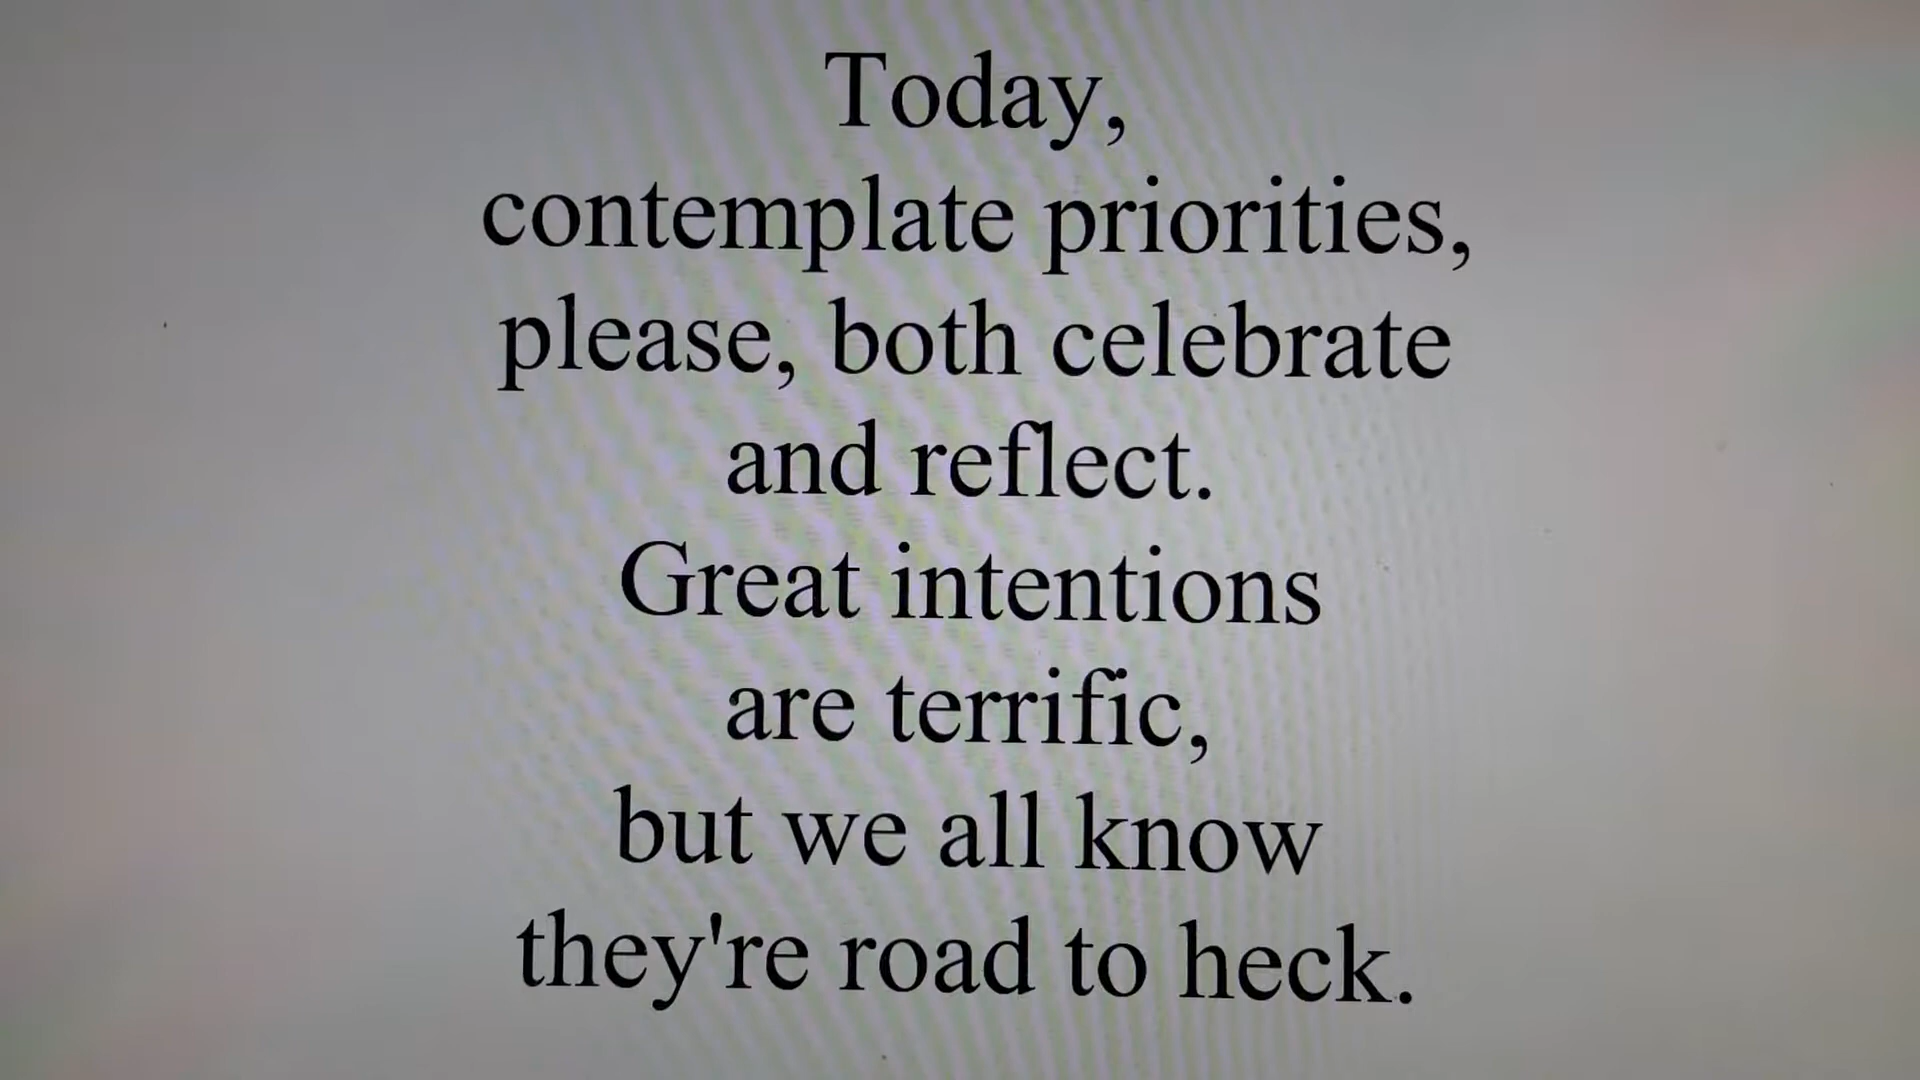 Today,
contemplate priorities,
please, both celebrate
and reflect.
Great intentions
are terrific,
but we all know
they're road to heck.